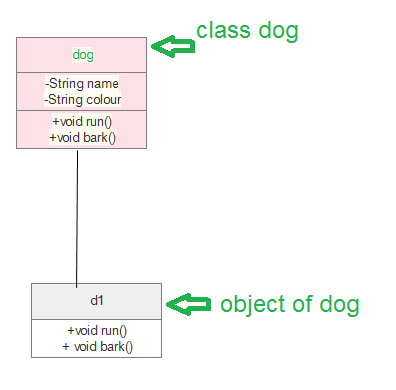 class dog
dog
-String name
-String colour
+void run()
+void bark()
d1
object of dog
+void run()
+ void bark()